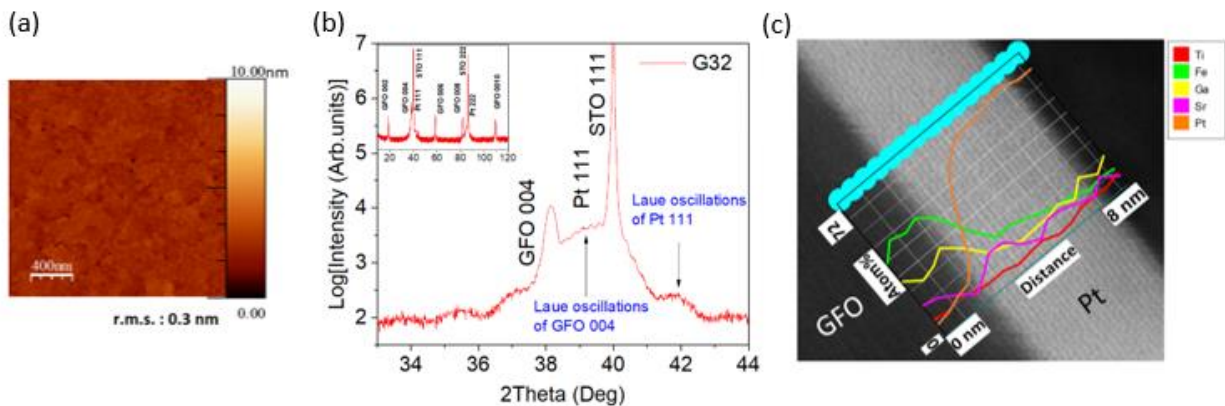 (a)
10.00nm
400nm
0.00
r.m.s. : 0.3 nm
(b)
7
6
5
4
3
2
Log[Intensity (Arb.units)]
G32
GFO 002
GFO 004
Pt 111
STO 111
GFO 006
GFO 008
STO 222
Pt 222
GFO 0010
20 40 60 80 100 120
GFO 004
Pt 111
STO 111
Laue oscillations
of Pt 111
Laue oscillations
of GFO 004
34 36 38 40 42 44
2Theta (Deg)
(c)
Ti
Fe
Ga
Sr
Pt
72
Atom%
0
0 nm
Distance
8 nm
GFO
Pt